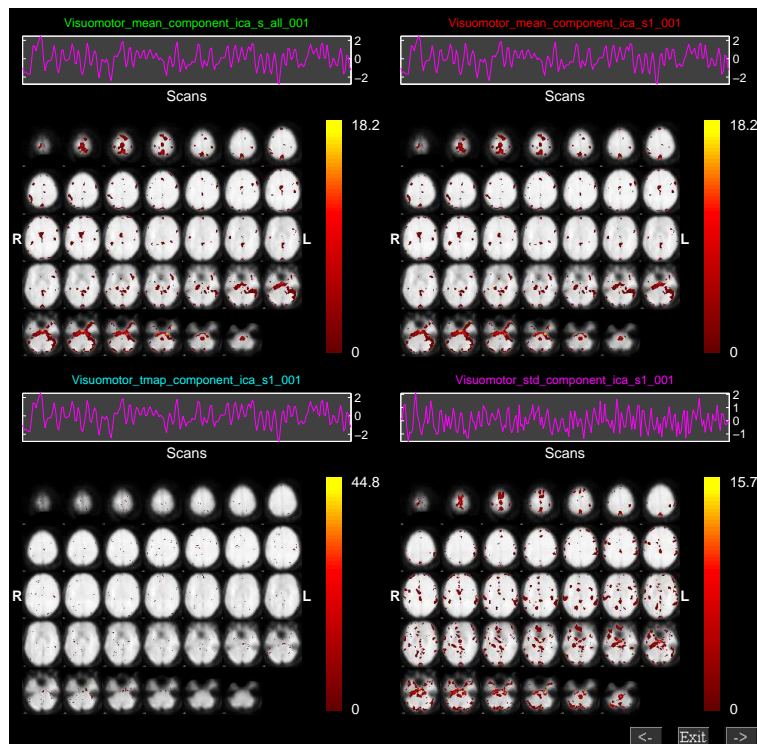 Visuomotor_mean_component_ica_s_all_001
2
0
−2
Scans
18.2
R
L
0
Visuomotor_mean_component_ica_s1_001
2
0
−2
Scans
18.2
R
L
0
Visuomotor_tmap_component_ica_s1_001
2
0
−2
Scans
44.8
R
L
0
Visuomotor_std_component_ica_s1_001
2
1
0
−1
Scans
15.7
R
L
0
<- Exit ->